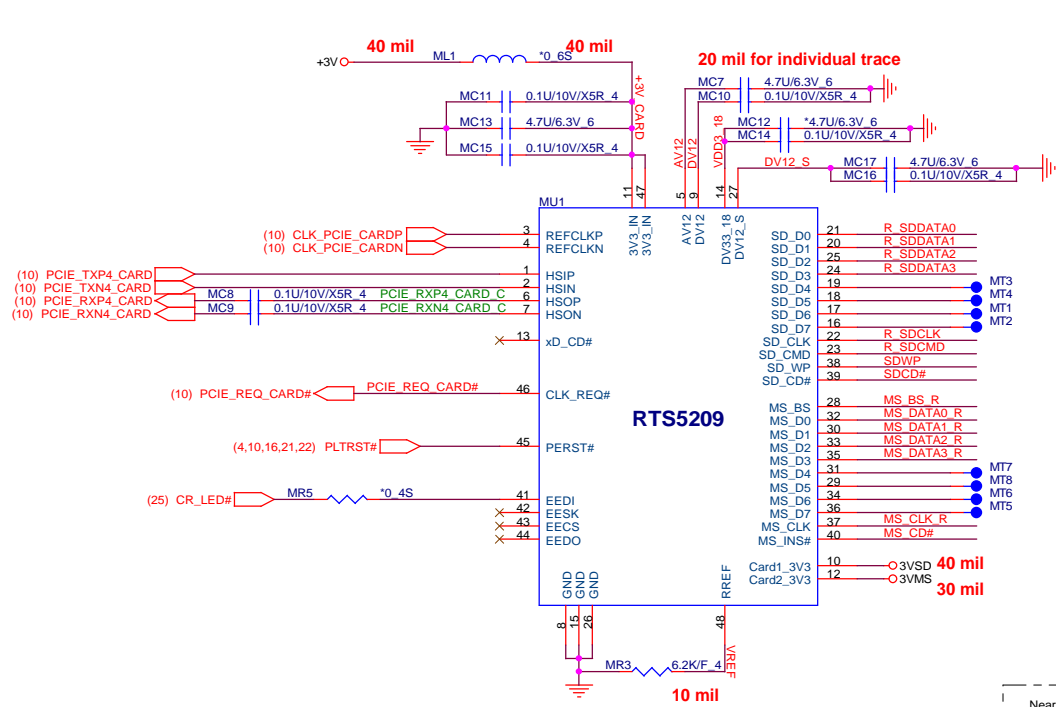 40 mil
40 mil
+3V
ML1
*0_6S
20 mil for individual trace
+3V_CARD
MC7
4.7U/6.3V_6
MC10
0.1U/10V/X5R_4
MC11
0.1U/10V/X5R_4
MC13
4.7U/6.3V_6
MC15
0.1U/10V/X5R_4
AV12
DV12
VDD3_18
MC12
*4.7U/6.3V_6
MC14
0.1U/10V/X5R_4
DV12_S
MC17
4.7U/6.3V_6
MC16
0.1U/10V/X5R_4
11
47
5
9
14
27
MU1
3V3_IN
3V3_IN
AV12
DV12
DV33_18
DV12_S
(10) CLK_PCIE_CARDP
3
REFCLKP
(10) CLK_PCIE_CARDN
4
REFCLKN
(10) PCIE_TXP4_CARD
1
HSIP
(10) PCIE_TXN4_CARD
2
HSIN
(10) PCIE_RXP4_CARD
MC8
0.1U/10V/X5R_4
PCIE_RXP4_CARD_C
6
HSOP
(10) PCIE_RXN4_CARD
MC9
0.1U/10V/X5R_4
PCIE_RXN4_CARD_C
7
HSON
13
xD_CD#
(10) PCIE_REQ_CARD#
PCIE_REQ_CARD#
46
CLK_REQ#
(4,10,16,21,22) PLTRST#
45
PERST#
(25) CR_LED#
MR5
*0_4S
41
EEDI
42
EESK
43
EECS
44
EEDO
RTS5209
SD_D0
21
R_SDDATA0
SD_D1
20
R_SDDATA1
SD_D2
25
R_SDDATA2
SD_D3
24
R_SDDATA3
SD_D4
19
MT3
SD_D5
18
MT4
SD_D6
17
MT1
SD_D7
16
MT2
SD_CLK
22
R_SDCLK
SD_CMD
23
R_SDCMD
SD_WP
38
SDWP
SD_CD#
39
SDCD#
MS_BS
28
MS_BS_R
MS_D0
32
MS_DATA0_R
MS_D1
30
MS_DATA1_R
MS_D2
33
MS_DATA2_R
MS_D3
35
MS_DATA3_R
MS_D4
31
MT7
MS_D5
29
MT8
MS_D6
34
MT6
MS_D7
36
MT5
MS_CLK
37
MS_CLK_R
MS_INS#
40
MS_CD#
Card1_3V3
10
3VSD
40 mil
Card2_3V3
12
3VMS
30 mil
GND
GND
GND
RREF
8
15
26
48
VREF
MR3
6.2K/F_4
10 mil
Near